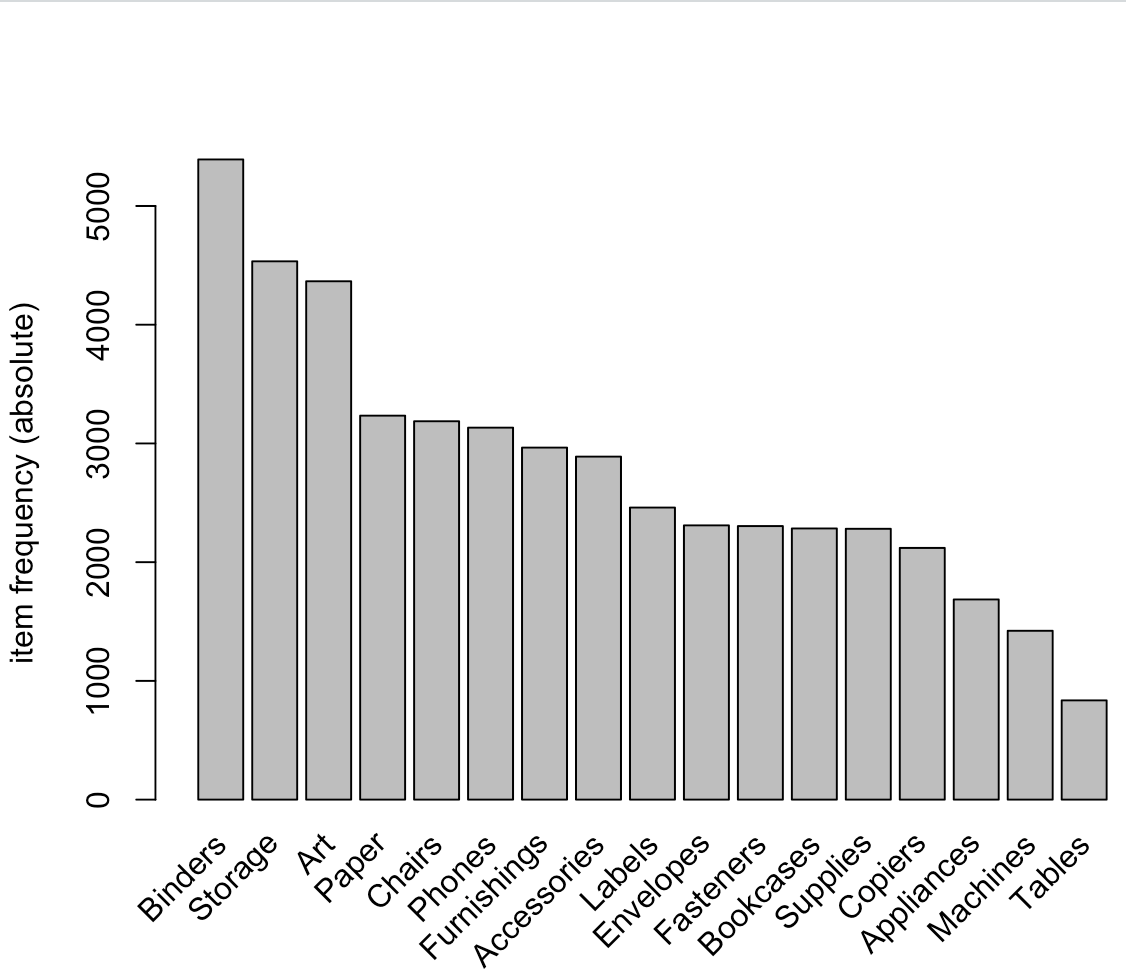 item frequency (absolute)
5000
4000
3000
2000
1000
0
Binders
Storage
Art
Paper
Chairs
Phones
Furnishings
Accessories
Labels
Envelopes
Fasteners
Bookcases
Supplies
Copiers
Appliances
Machines
Tables